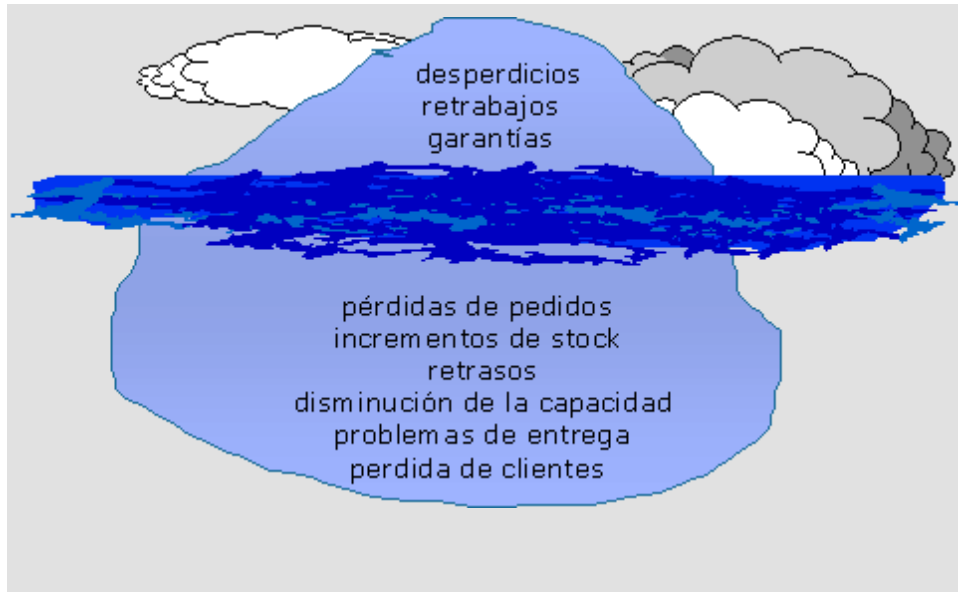 desperdicios
retrabajos
garantías
pérdidas de pedidos
incrementos de stock
retrasos
disminución de la capacidad
problemas de entrega
perdida de clientes